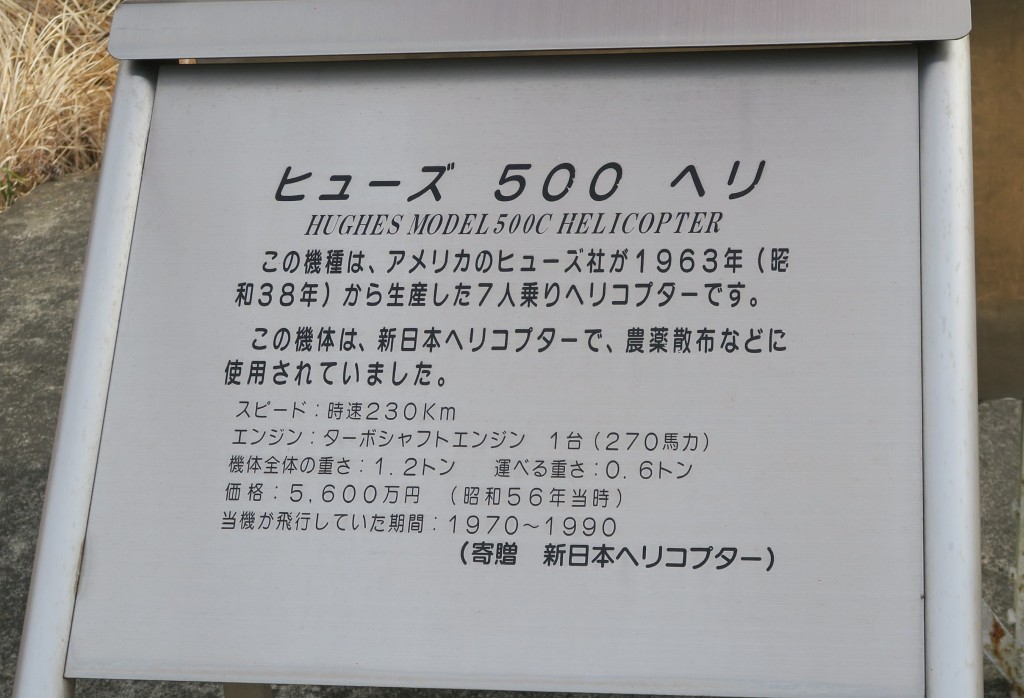 ヒューズ 500 ヘリ
HUGHES MODEL 500C HELICOPTER
この機種は、アメリカのヒューズ社が1963年(昭
和38年)から生産した7人乗りヘリコプターです。
この機体は、新日本ヘリコプターで、農薬散布などに
使用されていました。
スピード:時速230Km
エンジン:ターボシャフトエンジン 1台(270馬力)
機体全体の重さ:1.2トン 運べる重さ:0.6トン
価格:5,600万円 (昭和56年当時)
当機が飛行していた期間:1970~1990
(寄贈 新日本ヘリコプター)